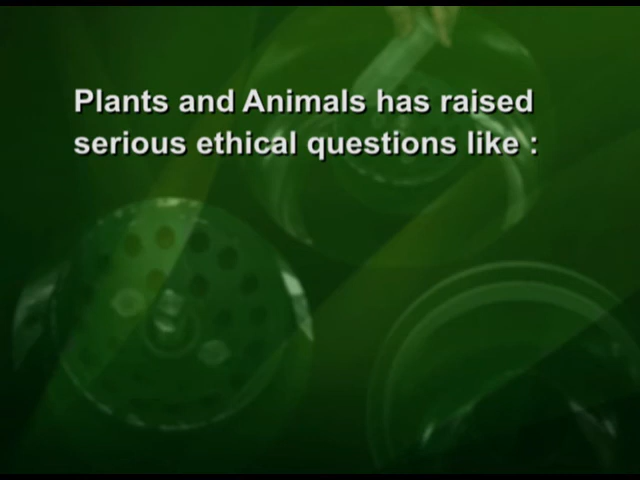 Plants and Animals has raised
serious ethical questions like :